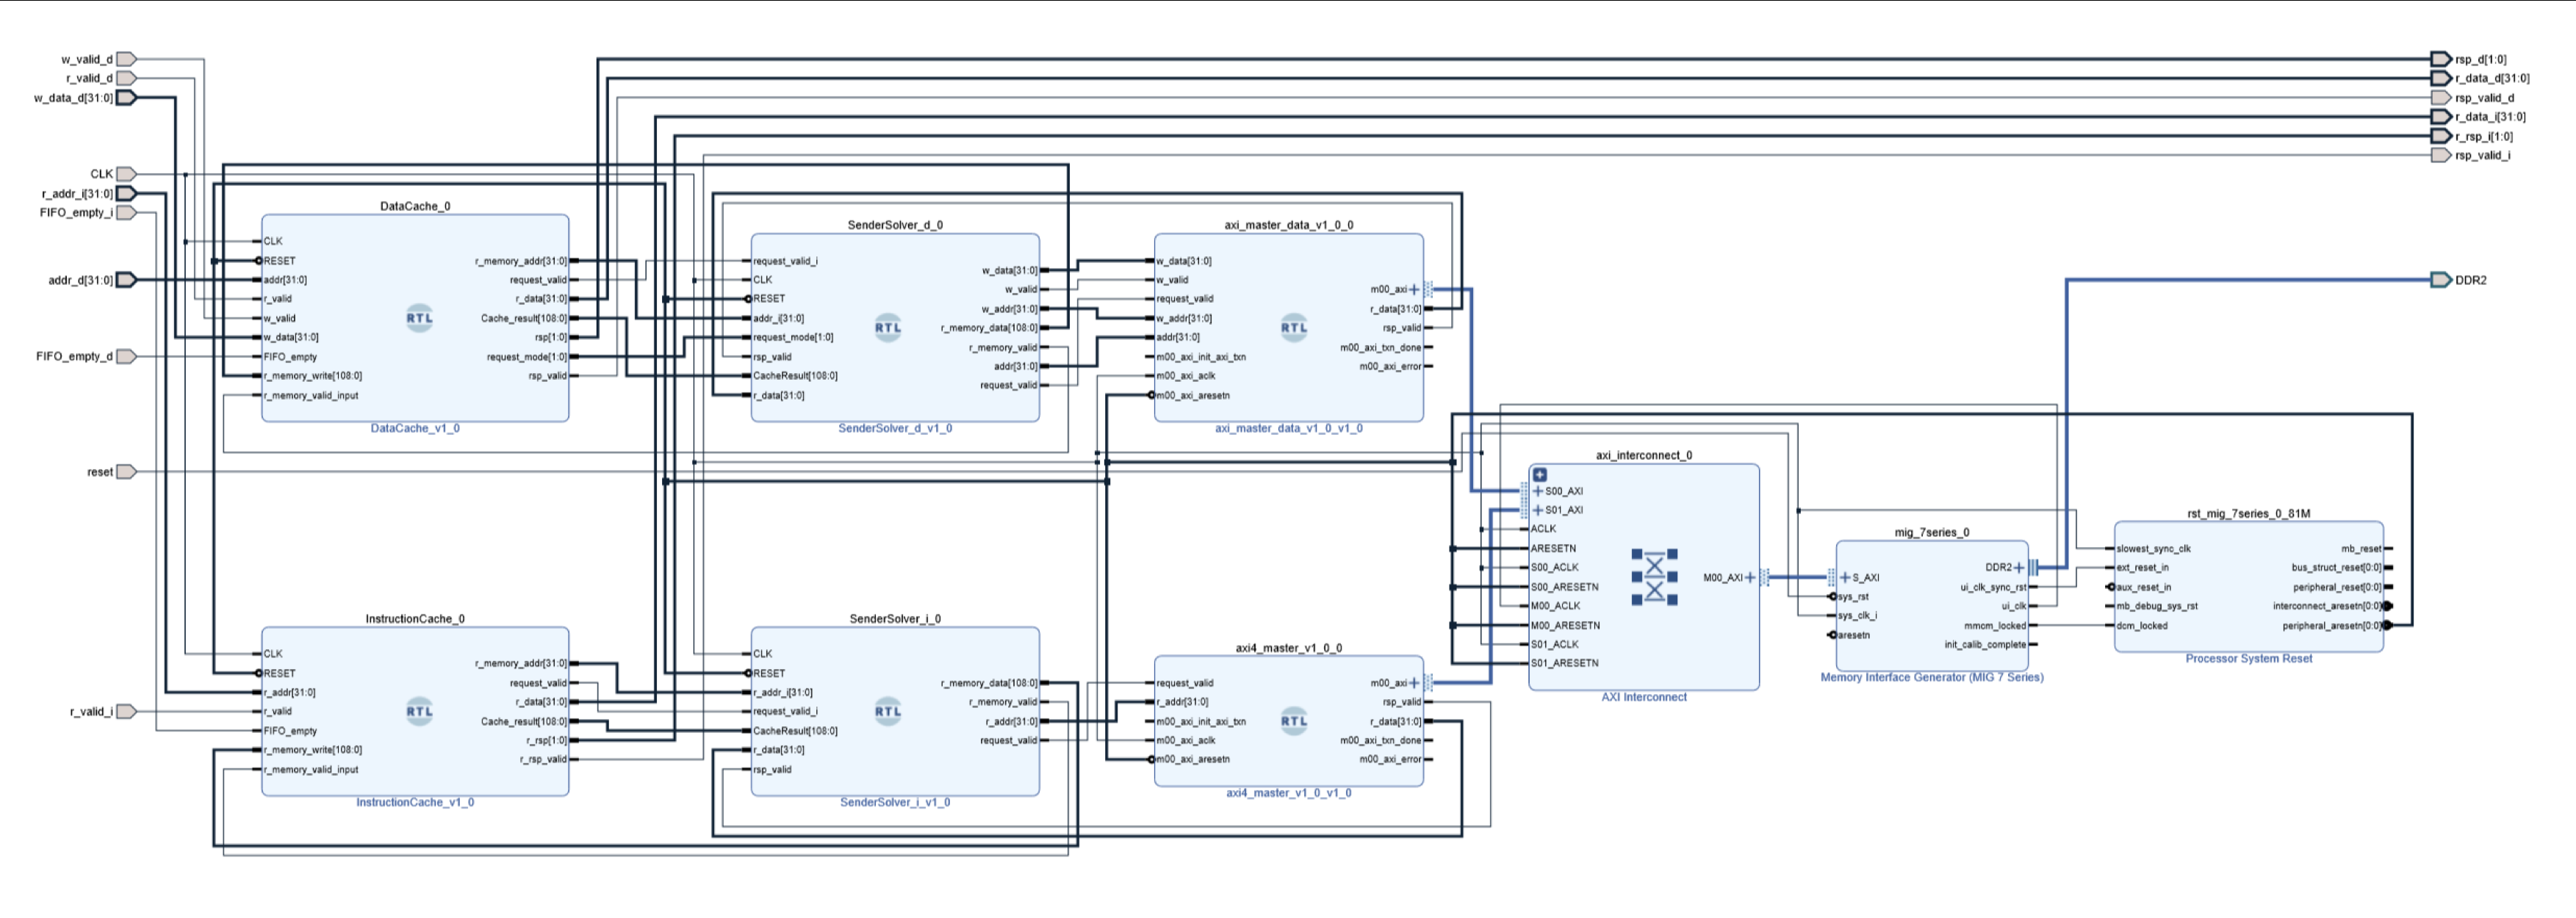 w_valid_d
r_valid_d
w_data_d[31:0]
CLK
r_addr_i[31:0]
FIFO_empty_i
addr_d[31:0]
FIFO_empty_d
reset
r_valid_i
DataCache_0
CLK
RESET
addr[31:0]
r_valid
w_valid
w_data[31:0]
FIFO_empty
r_memory_write[108:0]
r_memory_valid_input
RTL
r_memory_addr[31:0]
request_valid
r_data[31:0]
Cache_result[108:0]
rsp[1:0]
request_mode[1:0]
rsp_valid
DataCache_v1_0
SenderSolver_d_0
request_valid_i
CLK
RESET
addr_i[31:0]
request_mode[1:0]
rsp_valid
CacheResult[108:0]
r_data[31:0]
RTL
w_data[31:0]
w_valid
w_addr[31:0]
r_memory_data[108:0]
r_memory_valid
addr[31:0]
request_valid
SenderSolver_d_v1_0
axi_master_data_v1_0_0
w_data[31:0]
w_valid
request_valid
w_addr[31:0]
addr[31:0]
m00_axi_init_axi_txn
m00_axi_aclk
m00_axi_aresetn
RTL
m00_axi
r_data[31:0]
rsp_valid
m00_axi_txn_done
m00_axi_error
axi_master_data_v1_0_v1_0
InstructionCache_0
CLK
RESET
r_addr[31:0]
r_valid
FIFO_empty
r_memory_write[108:0]
r_memory_valid_input
RTL
r_memory_addr[31:0]
request_valid
r_data[31:0]
Cache_result[108:0]
r_rsp[1:0]
r_rsp_valid
InstructionCache_v1_0
SenderSolver_i_0
CLK
RESET
r_addr_i[31:0]
request_valid_i
CacheResult[108:0]
r_data[31:0]
rsp_valid
RTL
r_memory_data[108:0]
r_memory_valid
r_addr[31:0]
request_valid
SenderSolver_i_v1_0
axi4_master_v1_0_0
request_valid
r_addr[31:0]
m00_axi_init_axi_txn
m00_axi_aclk
m00_axi_aresetn
RTL
m00_axi
rsp_valid
r_data[31:0]
m00_axi_txn_done
m00_axi_error
axi4_master_v1_0_v1_0
axi_interconnect_0
S00_AXI
S01_AXI
ACLK
ARESETN
S00_ACLK
S00_ARESETN
M00_ACLK
M00_ARESETN
S01_ACLK
S01_ARESETN
M00_AXI
AXI Interconnect
mig_7series_0
S_AXI
sys_rst
sys_clk_i
aresetn
DDR2
ui_clk_sync_rst
ui_clk
mmcm_locked
init_calib_complete
Memory Interface Generator (MIG 7 Series)
rst_mig_7series_0_81M
slowest_sync_clk
ext_reset_in
aux_reset_in
mb_debug_sys_rst
dcm_locked
mb_reset
bus_struct_reset[0:0]
peripheral_reset[0:0]
interconnect_aresetn[0:0]
peripheral_aresetn[0:0]
Processor System Reset
rsp_d[1:0]
r_data_d[31:0]
rsp_valid_d
r_data_i[31:0]
r_rsp_i[1:0]
rsp_valid_i
DDR2